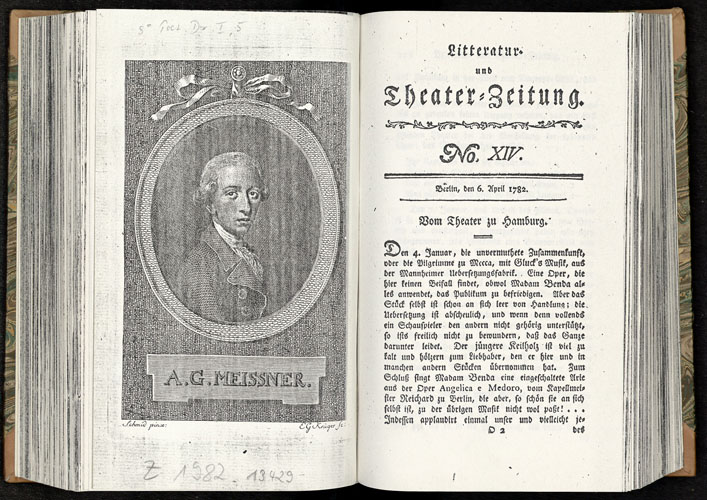 A.G. MEISSNER.
Schmid pinx:
E G Krüger sc.
Z 1982. 13429
Litteratur-
und
Theater-Zeitung.
No. XIV.
Berlin, den 6. April 1782.
Vom Theater zu Hamburg.
Den 4. Januar, die unvermuthete Zusammenkunft,
oder die Pilgrimme zu Mecca, mit Gluck's Musik, aus
der Mannheimer Uebersetzungsfabrik. Eine Oper, die
hier keinen Beifall findet, obwol Madam Benda al-
les anwendet, das Publikum zu befriedigen. Aber das
Stück selbst ist schon an sich leer von Handlung; die
Uebersetzung ist abscheulich, und wenn denn vollends
ein Schauspieler den andern nicht gehörig unterstützt,
so ists freilich nicht zu bewundern, daß das Ganze
darunter leidet. Der jüngere Keilholz ist viel zu
kalt und hölzern zum Liebhaber, den er hier und in
manchen andern Stücken übernommen hat. Zum
Schluß singt Madam Benda eine eingeschaltete Arie
aus der Oper Angelica e Medoro, vom Kapellmei-
ster Reichard zu Berlin, die aber, so schön sie an sich
selbst ist, zu der übrigen Musik nicht wol paßt! . . .
Indessen applaudirt einmal unser und vielleicht je-
D 2 des